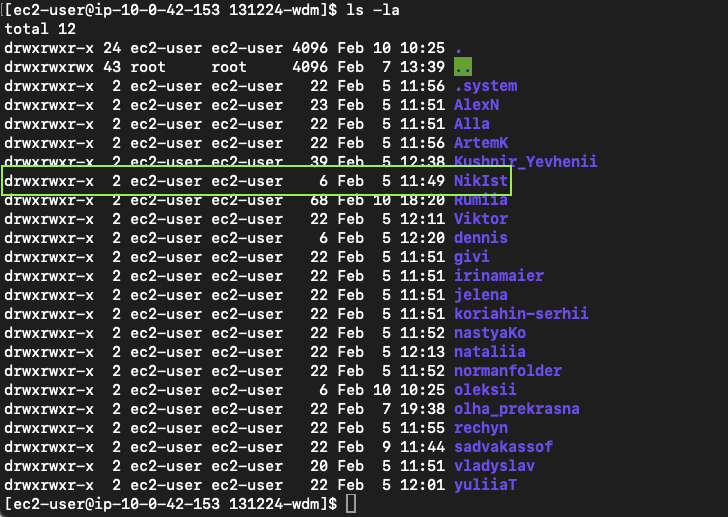 [ec2-user@ip-10-0-42-153 131224-wdm]$ ls -la
total 12
drwxrwxr-x 24 ec2-user ec2-user 4096 Feb 10 10:25 .
drwxrwxrwx 43 root     root     4096 Feb  7 13:39 ..
drwxrwxr-x  2 ec2-user ec2-user   22 Feb  5 11:56 .system
drwxrwxr-x  2 ec2-user ec2-user   23 Feb  5 11:51 AlexN
drwxrwxr-x  2 ec2-user ec2-user   22 Feb  5 11:51 Alla
drwxrwxr-x  2 ec2-user ec2-user   22 Feb  5 11:56 ArtemK
drwxrwxr-x  2 ec2-user ec2-user   39 Feb  5 12:38 Kushnir_Yevhenii
drwxrwxr-x  2 ec2-user ec2-user    6 Feb  5 11:49 NikIst
drwxrwxr-x  2 ec2-user ec2-user   68 Feb 10 18:20 Rumiia
drwxrwxr-x  2 ec2-user ec2-user   22 Feb  5 12:11 Viktor
drwxrwxr-x  2 ec2-user ec2-user    6 Feb  5 12:20 dennis
drwxrwxr-x  2 ec2-user ec2-user   22 Feb  5 11:51 givi
drwxrwxr-x  2 ec2-user ec2-user   22 Feb  5 11:51 irinamaier
drwxrwxr-x  2 ec2-user ec2-user   22 Feb  5 11:51 jelena
drwxrwxr-x  2 ec2-user ec2-user   22 Feb  5 11:51 koriahin-serhii
drwxrwxr-x  2 ec2-user ec2-user   22 Feb  5 11:52 nastyaKo
drwxrwxr-x  2 ec2-user ec2-user   22 Feb  5 12:13 nataliia
drwxrwxr-x  2 ec2-user ec2-user   22 Feb  5 11:52 normanfolder
drwxrwxr-x  2 ec2-user ec2-user    6 Feb 10 10:25 oleksii
drwxrwxr-x  2 ec2-user ec2-user   22 Feb  7 19:38 olha_prekrasna
drwxrwxr-x  2 ec2-user ec2-user   22 Feb  5 11:55 rechyn
drwxrwxr-x  2 ec2-user ec2-user   22 Feb  9 11:44 sadvakassof
drwxrwxr-x  2 ec2-user ec2-user   20 Feb  5 11:51 vladyslav
drwxrwxr-x  2 ec2-user ec2-user   22 Feb  5 12:01 yuliiaT
[ec2-user@ip-10-0-42-153 131224-wdm]$